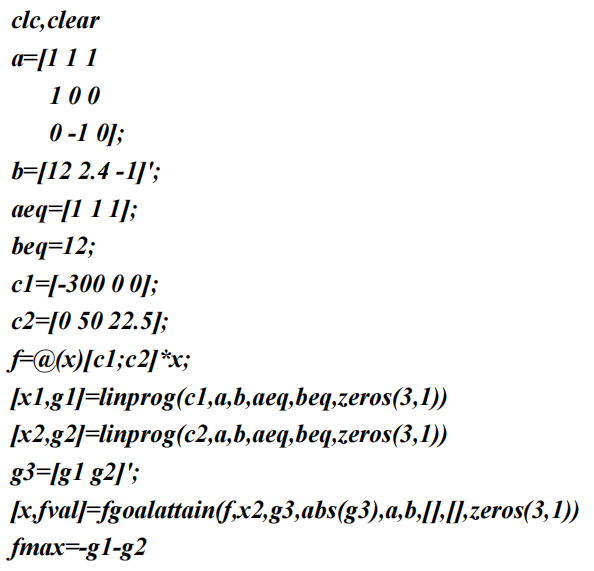 clc,clear
a=[1 1 1
1 0 0
0 -1 0];
b=[12 2.4 -1]';
aeq=[1 1 1];
beq=12;
c1=[-300 0 0];
c2=[0 50 22.5];
f=@(x)[c1;c2]*x;
[x1,g1]=linprog(c1,a,b,aeq,beq,zeros(3,1))
[x2,g2]=linprog(c2,a,b,aeq,beq,zeros(3,1))
g3=[g1 g2]';
[x,fval]=fgoalattain(f,x2,g3,abs(g3),a,b,[],[],zeros(3,1))
fmax=-g1-g2